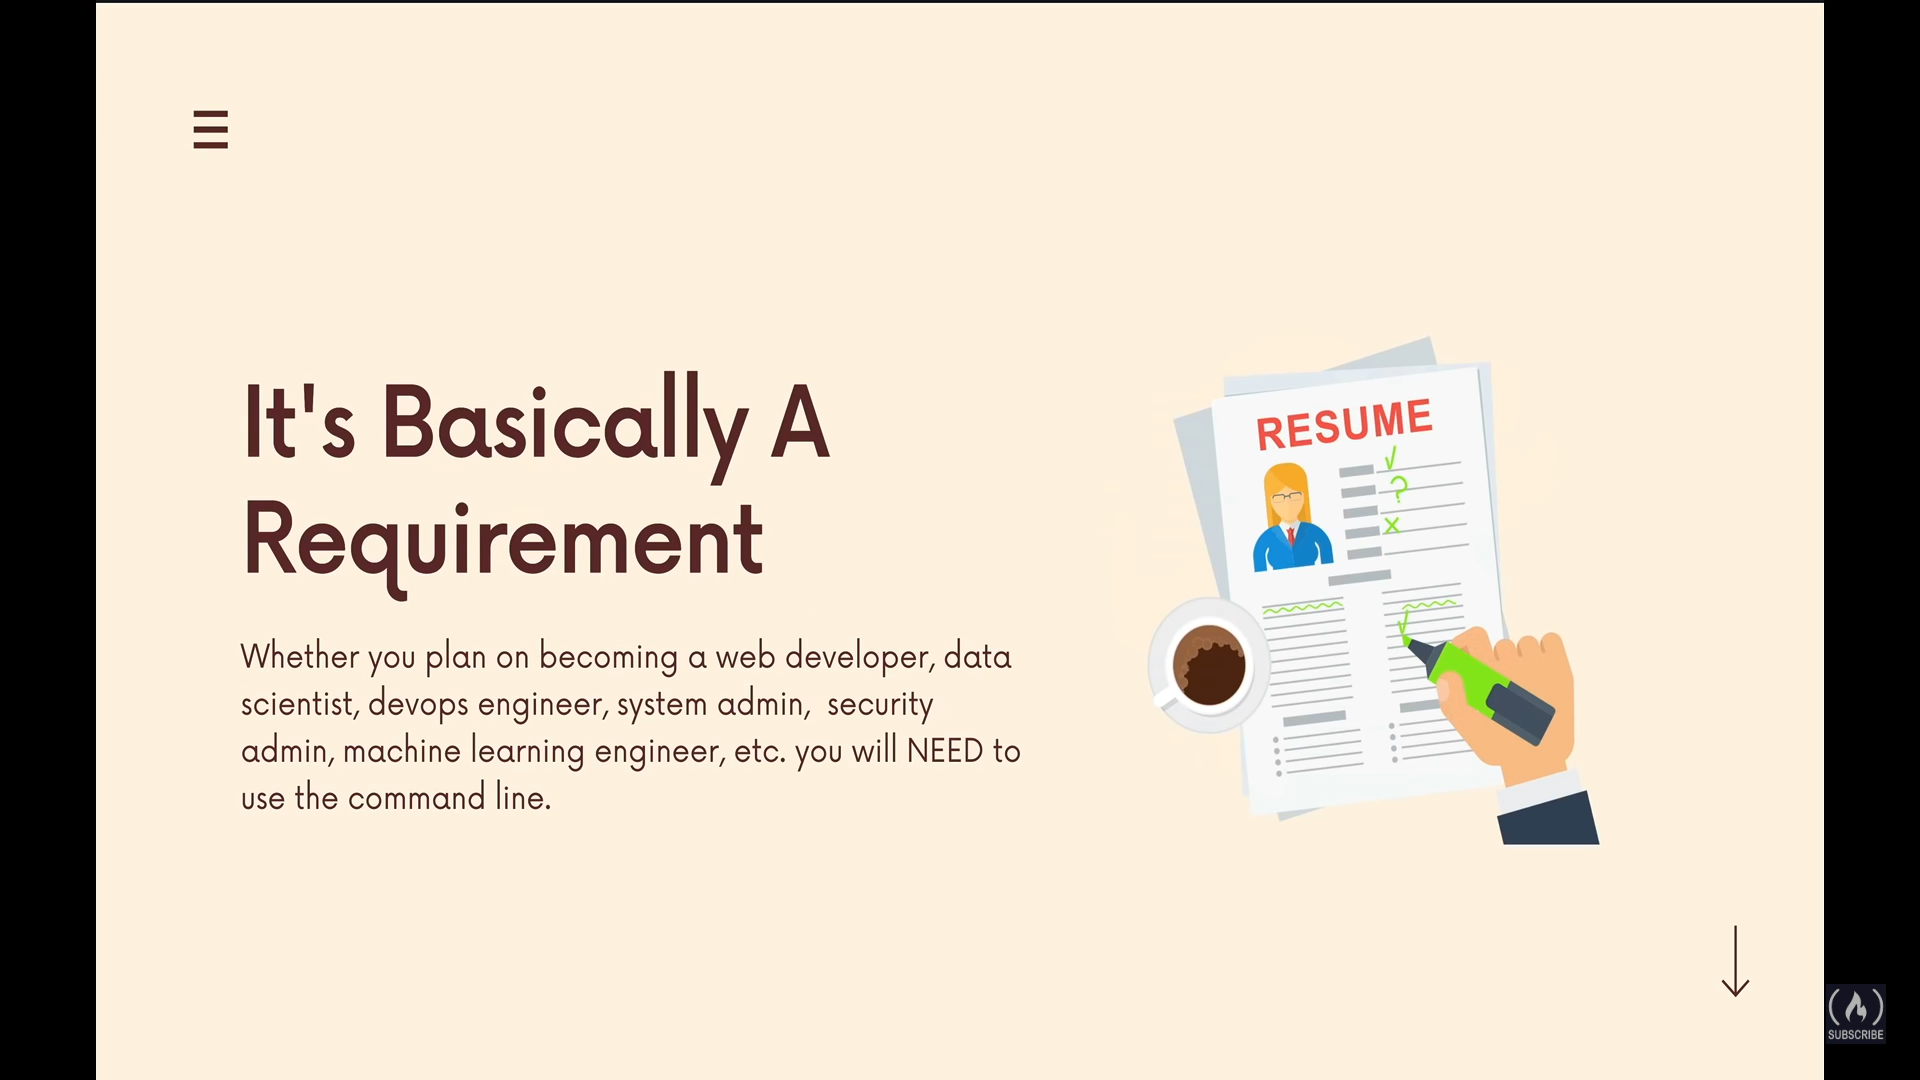 It's Basically A
Requirement
Whether you plan on becoming a web developer, data
scientist, devops engineer, system admin,  security
admin, machine learning engineer, etc. you will NEED to
use the command line.
RESUME
SUBSCRIBE